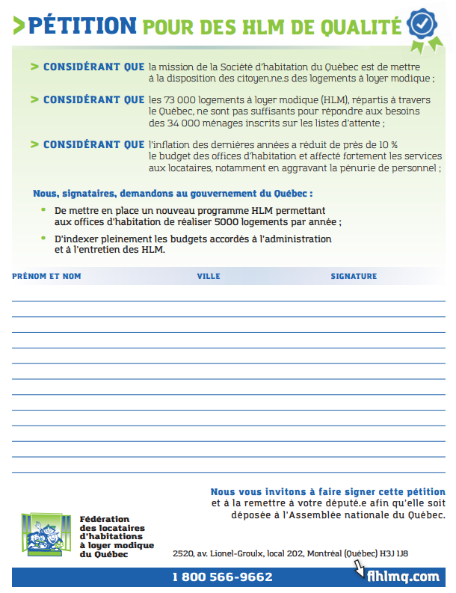 >PÉTITION POUR DES HLM DE QUALITÉ
> CONSIDÉRANT QUE la mission de la Société d'habitation du Québec est de mettre
à la disposition des citoyen.ne.s des logements à loyer modique ;
> CONSIDÉRANT QUE les 73 000 logements à loyer modique (HLM), répartis à travers
le Québec, ne sont pas suffisants pour répondre aux besoins
des 34 000 ménages inscrits sur les listes d'attente ;
> CONSIDÉRANT QUE l'inflation des dernières années a réduit de prés de 10 %
le budget des offices d'habitation et affecté fortement les services
aux locataires, notamment en aggravant la pénurie de personnel ;
Nous, signataires, demandons au gouvernement du Québec :
• De mettre en place un nouveau programme HLM permettant
aux offices d'habitation de réaliser 5000 logements par année ;
• D'indexer pleinement les budgets accordés à l'administration
et à l'entretien des HLM.
PRÉNOM ET NOM VILLE SIGNATURE
Nous vous invitons à faire signer cette pétition
et à la remettre à votre député.e afin qu'elle soit
déposée à l'Assemblée nationale du Québec.
Fédération
des locataires
d'habitations
à loyer modique
du Québec
2520, av. Lionel-Groulx, local 202, Montréal (Québec) H3J 1J8
1 800 566-9662 flhlmq.com